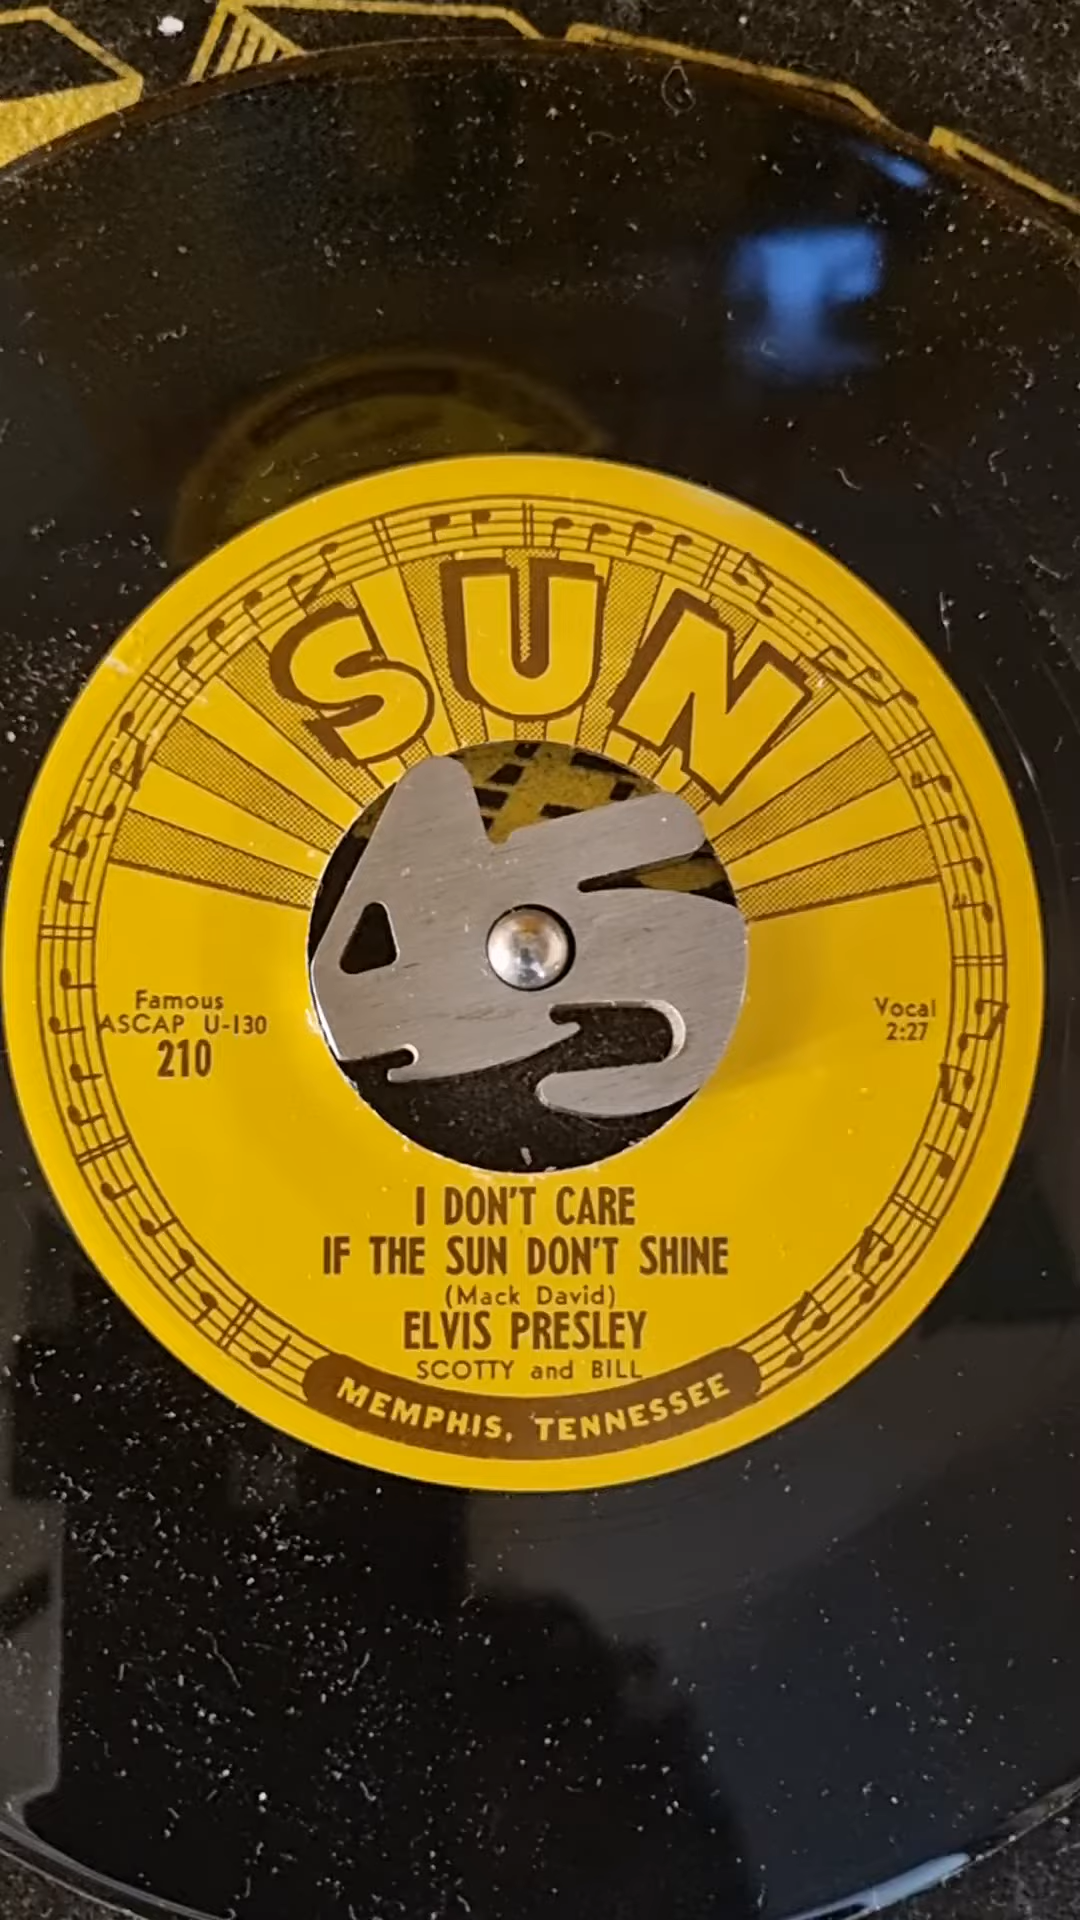 SUN
45
Famous
ASCAP U-130
210
Vocal
2:27
I DON'T CARE
IF THE SUN DON'T SHINE
(Mack David)
ELVIS PRESLEY
SCOTTY and BILL
MEMPHIS, TENNESSEE